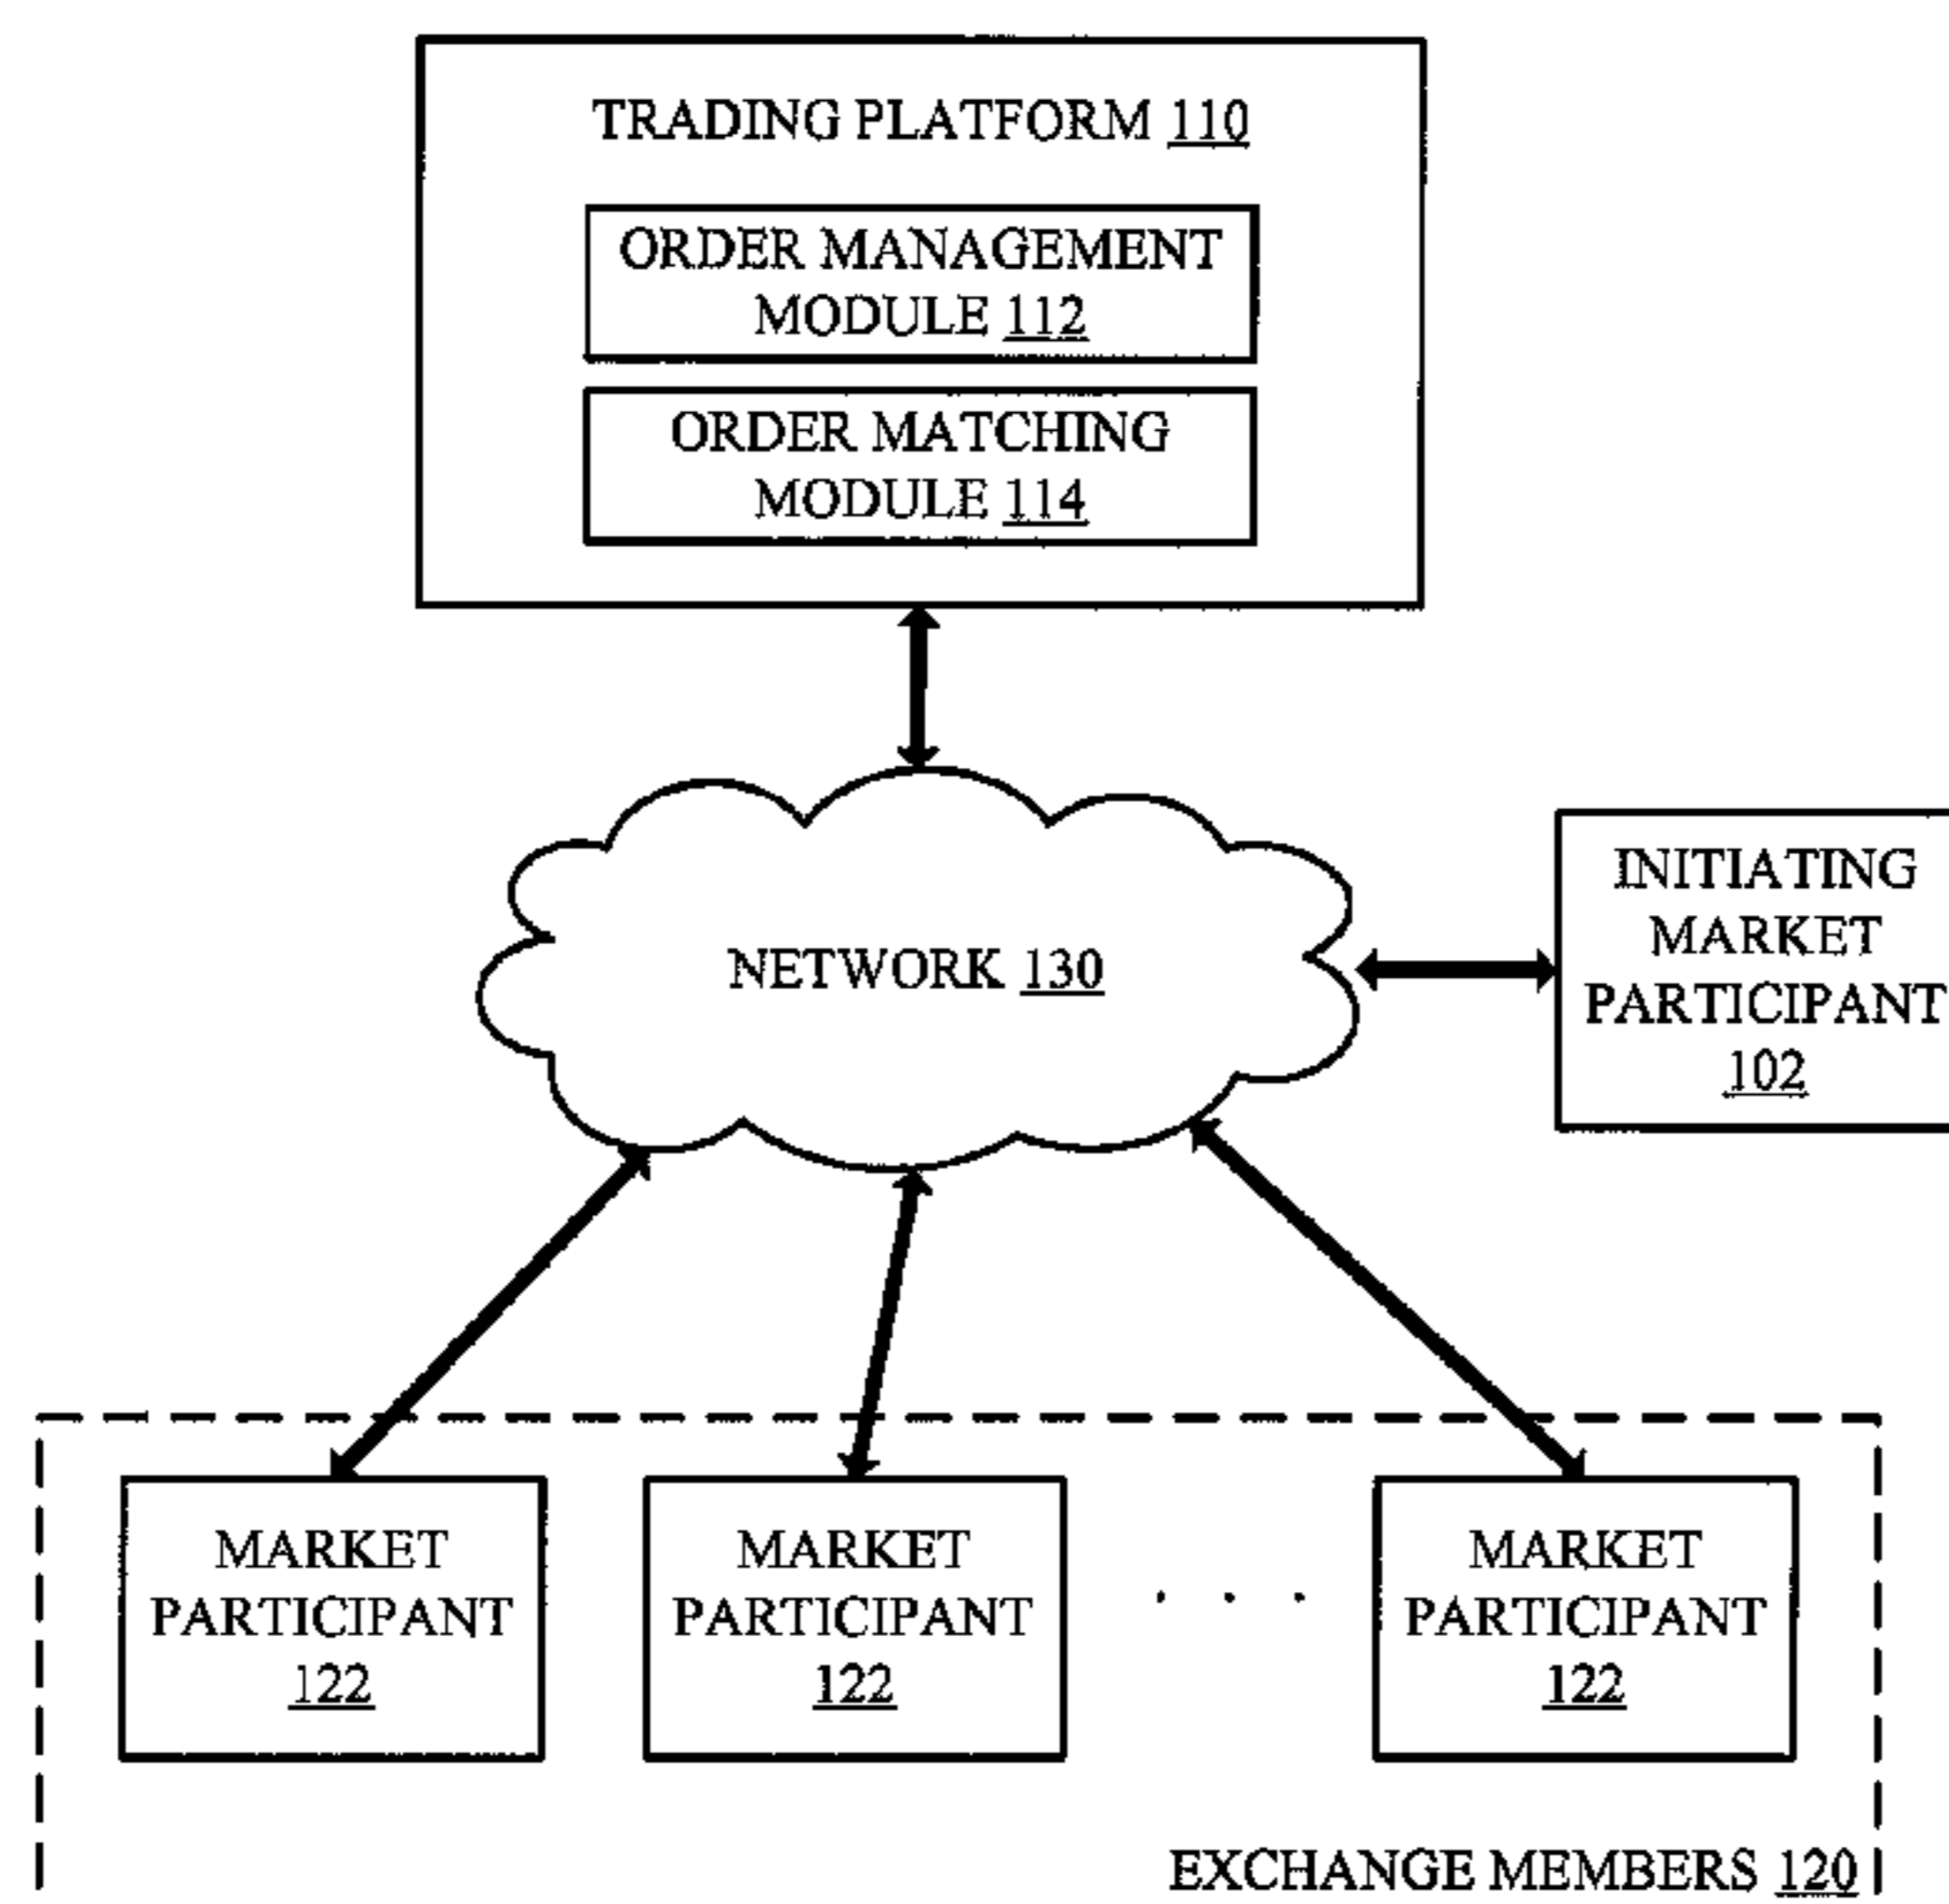 TRADING PLATFORM 110
ORDER MANAGEMENT
MODULE 112
ORDER MATCHING
MODULE 114
NETWORK 130
INITIATING
MARKET
PARTICIPANT
102
MARKET
PARTICIPANT
122
MARKET
PARTICIPANT
122
. . .
MARKET
PARTICIPANT
122
EXCHANGE MEMBERS 120